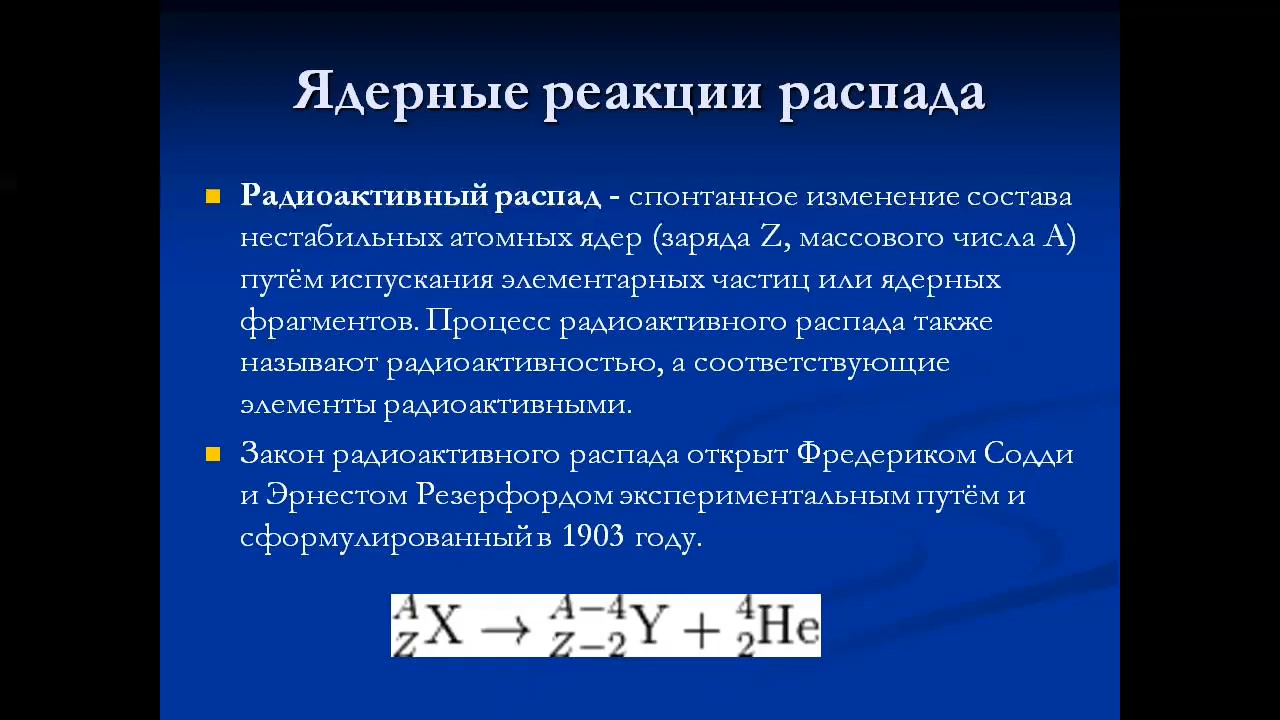 Ядерные реакции распада
Радиоактивный распад - спонтанное изменение состава
нестабильных атомных ядер (заряда Z, массового числа A)
путём испускания элементарных частиц или ядерных
фрагментов. Процесс радиоактивного распада также
называют радиоактивностью, а соответствующие
элементы радиоактивными.
Закон радиоактивного распада открыт Фредериком Содди
и Эрнестом Резерфордом экспериментальным путём и
сформулированный в 1903 году.
^A_Z X → ^{A−4}_{Z−2} Y + ^4_2 He